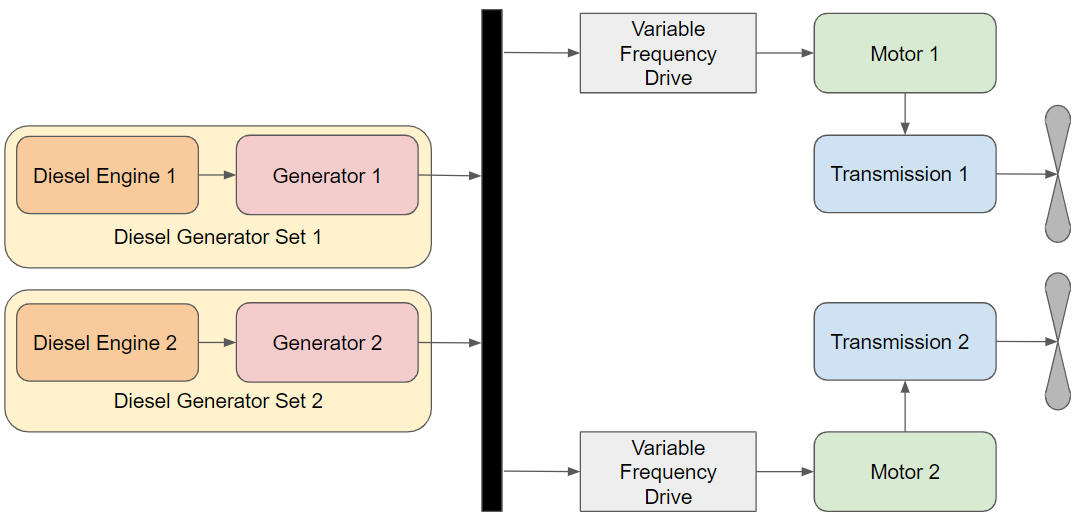 Variable
Frequency
Drive
Motor 1
Diesel Engine 1
Generator 1
Transmission 1
Diesel Generator Set 1
Diesel Engine 2
Generator 2
Transmission 2
Diesel Generator Set 2
Variable
Frequency
Drive
Motor 2